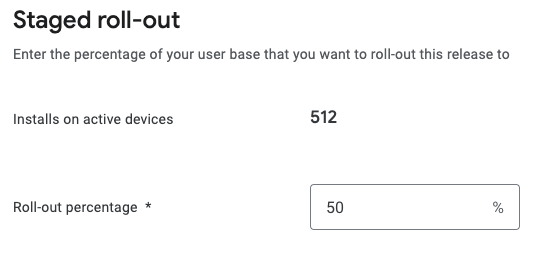 Staged roll-out
Enter the percentage of your user base that you want to roll-out this release to
Installs on active devices 512
Roll-out percentage * 50 %